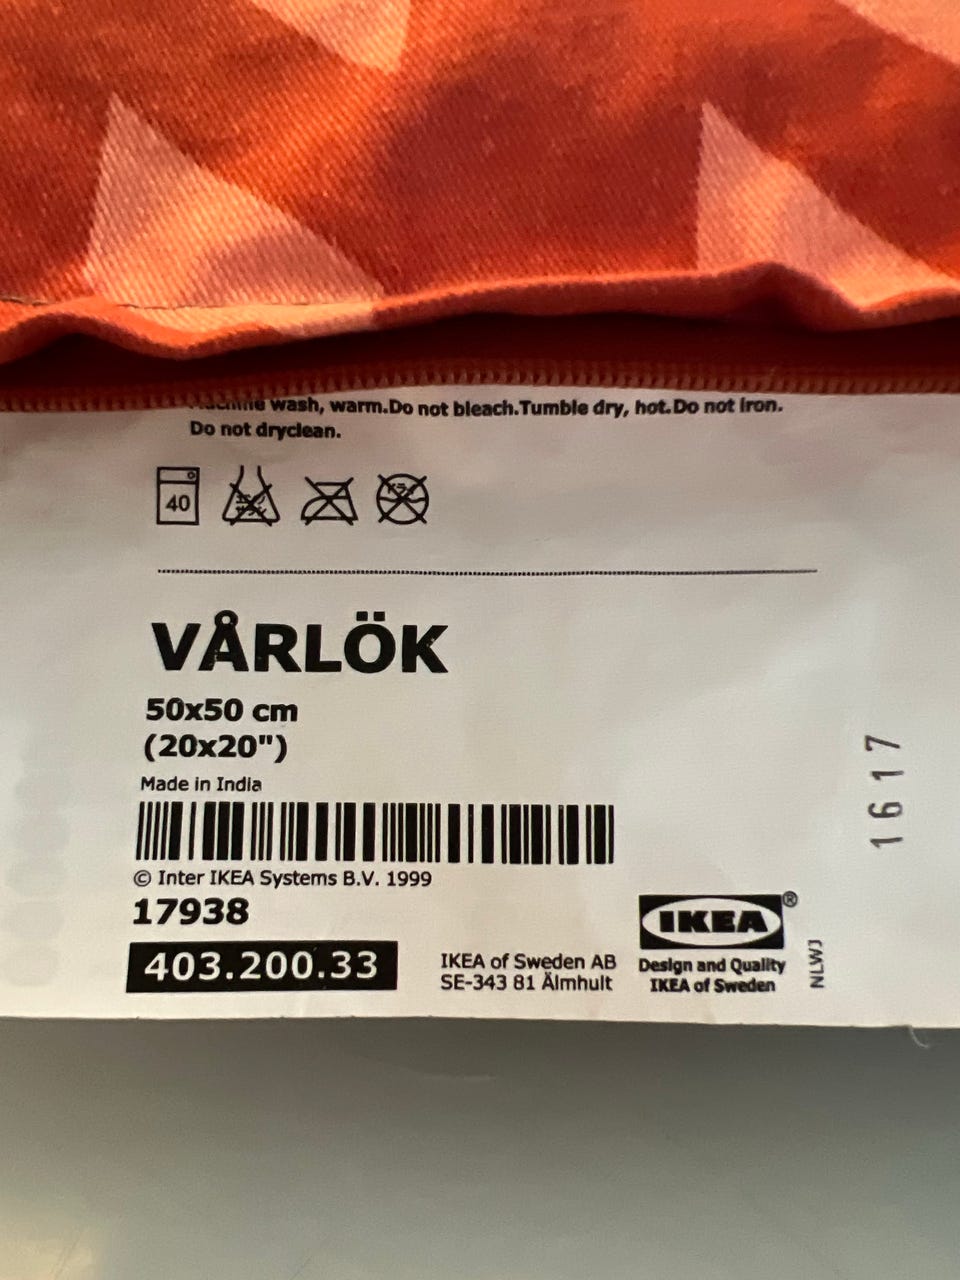 Machine wash, warm.Do not bleach.Tumble dry, hot.Do not iron.
Do not dryclean.
40
VÅRLÖK
50x50 cm
(20x20")
Made in India
© Inter IKEA Systems B.V. 1999
17938
403.200.33
IKEA of Sweden AB
SE-343 81 Älmhult
IKEA®
Design and Quality
IKEA of Sweden
NLWJ
1617